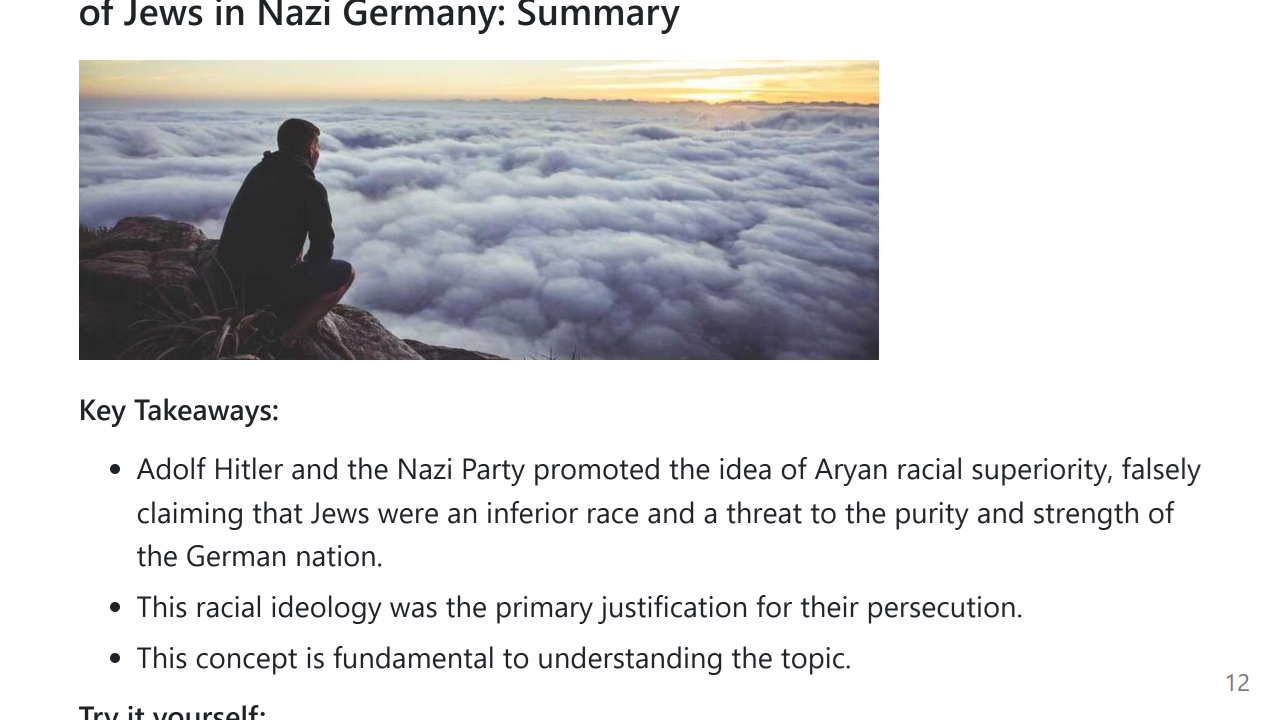 of Jews in Nazi Germany: Summary
Key Takeaways:
• Adolf Hitler and the Nazi Party promoted the idea of Aryan racial superiority, falsely
claiming that Jews were an inferior race and a threat to the purity and strength of
the German nation.
• This racial ideology was the primary justification for their persecution.
• This concept is fundamental to understanding the topic.
12
Try it yourself: